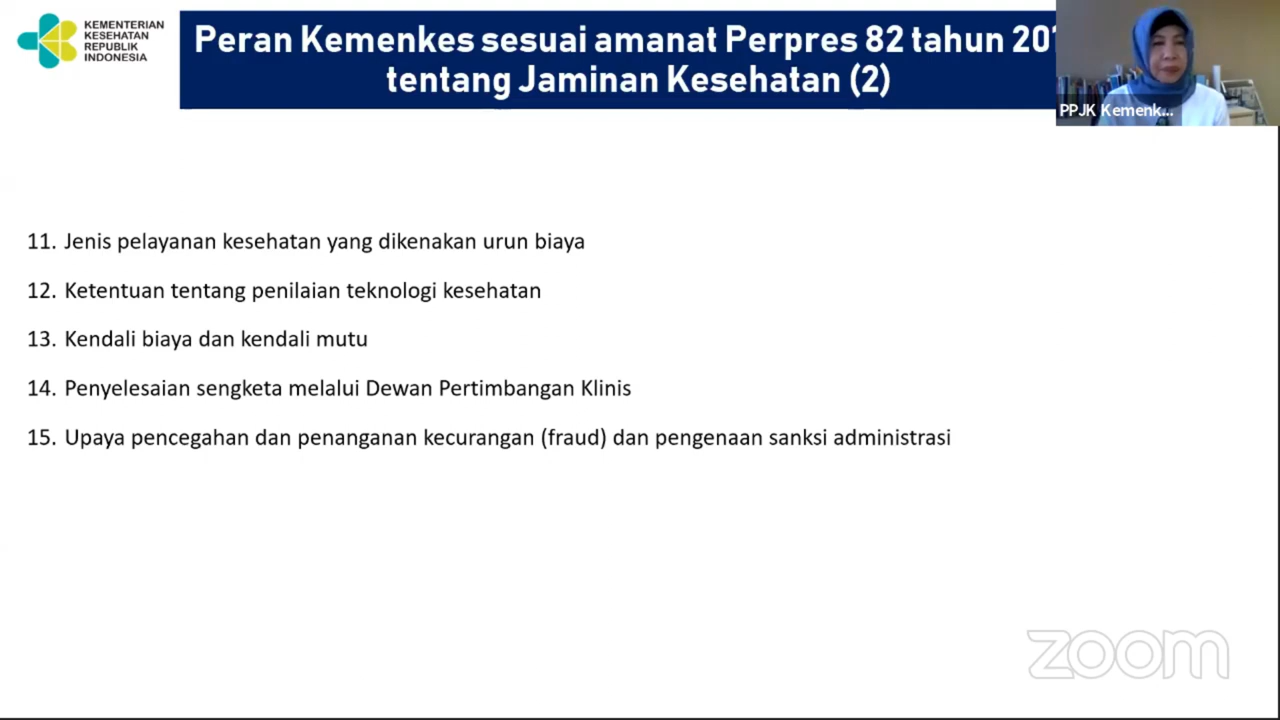 KEMENTERIAN
KESEHATAN
REPUBLIK
INDONESIA
Peran Kemenkes sesuai amanat Perpres 82 tahun 201
tentang Jaminan Kesehatan (2)
PPJK Kemenk...
11. Jenis pelayanan kesehatan yang dikenakan urun biaya
12. Ketentuan tentang penilaian teknologi kesehatan
13. Kendali biaya dan kendali mutu
14. Penyelesaian sengketa melalui Dewan Pertimbangan Klinis
15. Upaya pencegahan dan penanganan kecurangan (fraud) dan pengenaan sanksi administrasi
zoom